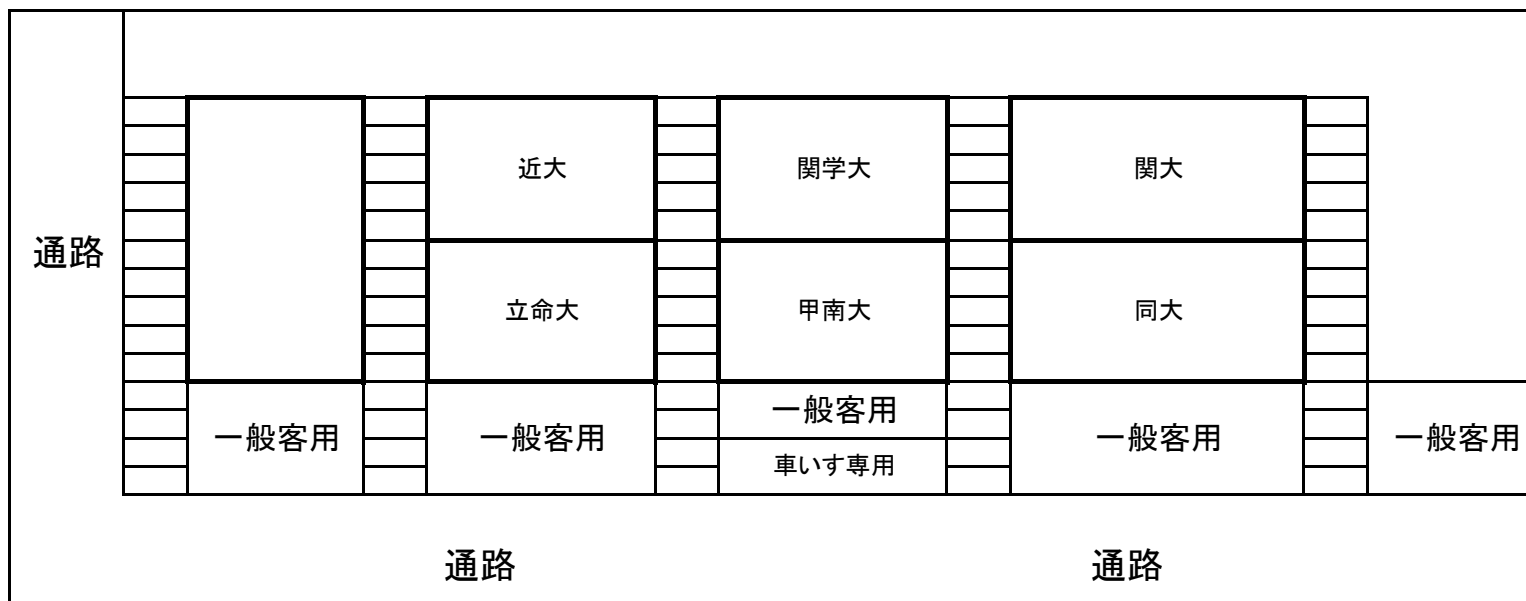 近大
関学大
関大
通路
立命大
甲南大
同大
一般客用
一般客用
一般客用
車いす専用
一般客用
一般客用
通路
通路